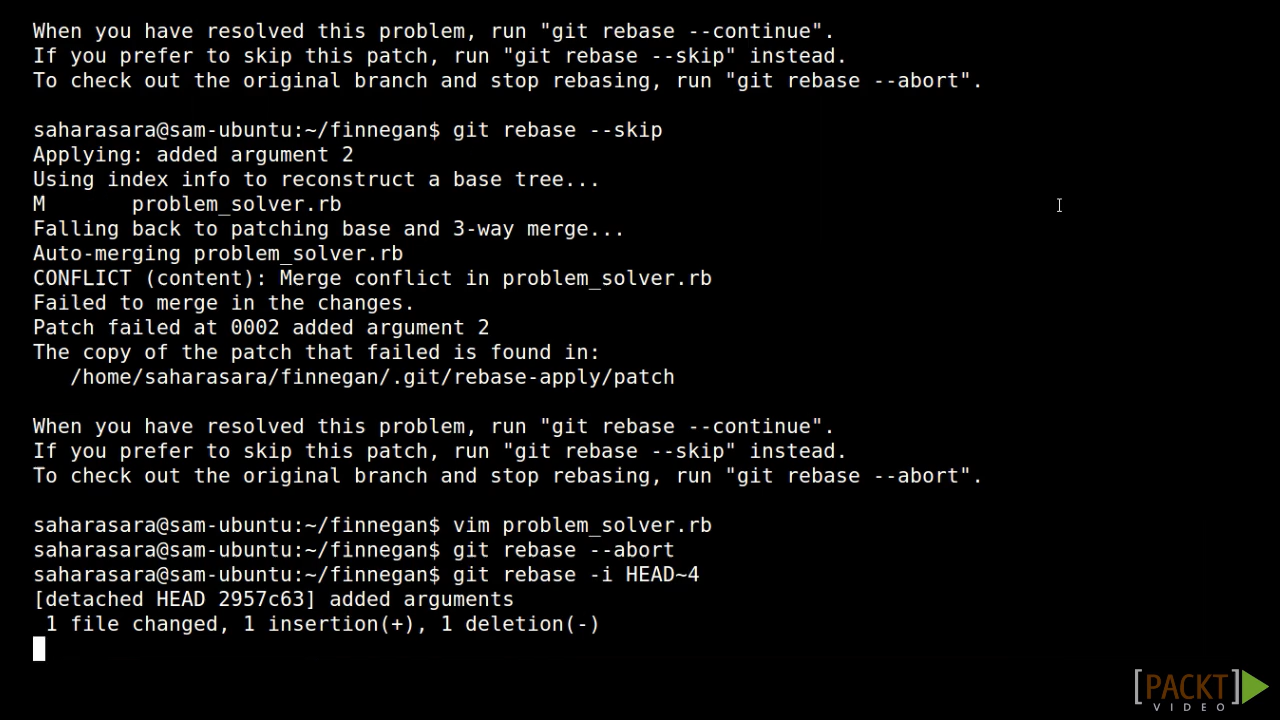 When you have resolved this problem, run "git rebase --continue".
If you prefer to skip this patch, run "git rebase --skip" instead.
To check out the original branch and stop rebasing, run "git rebase --abort".
saharasara@sam-ubuntu:~/finnegan$ git rebase --skip
Applying: added argument 2
Using index info to reconstruct a base tree...
M       problem_solver.rb
Falling back to patching base and 3-way merge...
Auto-merging problem_solver.rb
CONFLICT (content): Merge conflict in problem_solver.rb
Failed to merge in the changes.
Patch failed at 0002 added argument 2
The copy of the patch that failed is found in:
   /home/saharasara/finnegan/.git/rebase-apply/patch
When you have resolved this problem, run "git rebase --continue".
If you prefer to skip this patch, run "git rebase --skip" instead.
To check out the original branch and stop rebasing, run "git rebase --abort".
saharasara@sam-ubuntu:~/finnegan$ vim problem_solver.rb
saharasara@sam-ubuntu:~/finnegan$ git rebase --abort
saharasara@sam-ubuntu:~/finnegan$ git rebase -i HEAD~4
[detached HEAD 2957c63] added arguments
 1 file changed, 1 insertion(+), 1 deletion(-)
[PACKT]
VIDEO